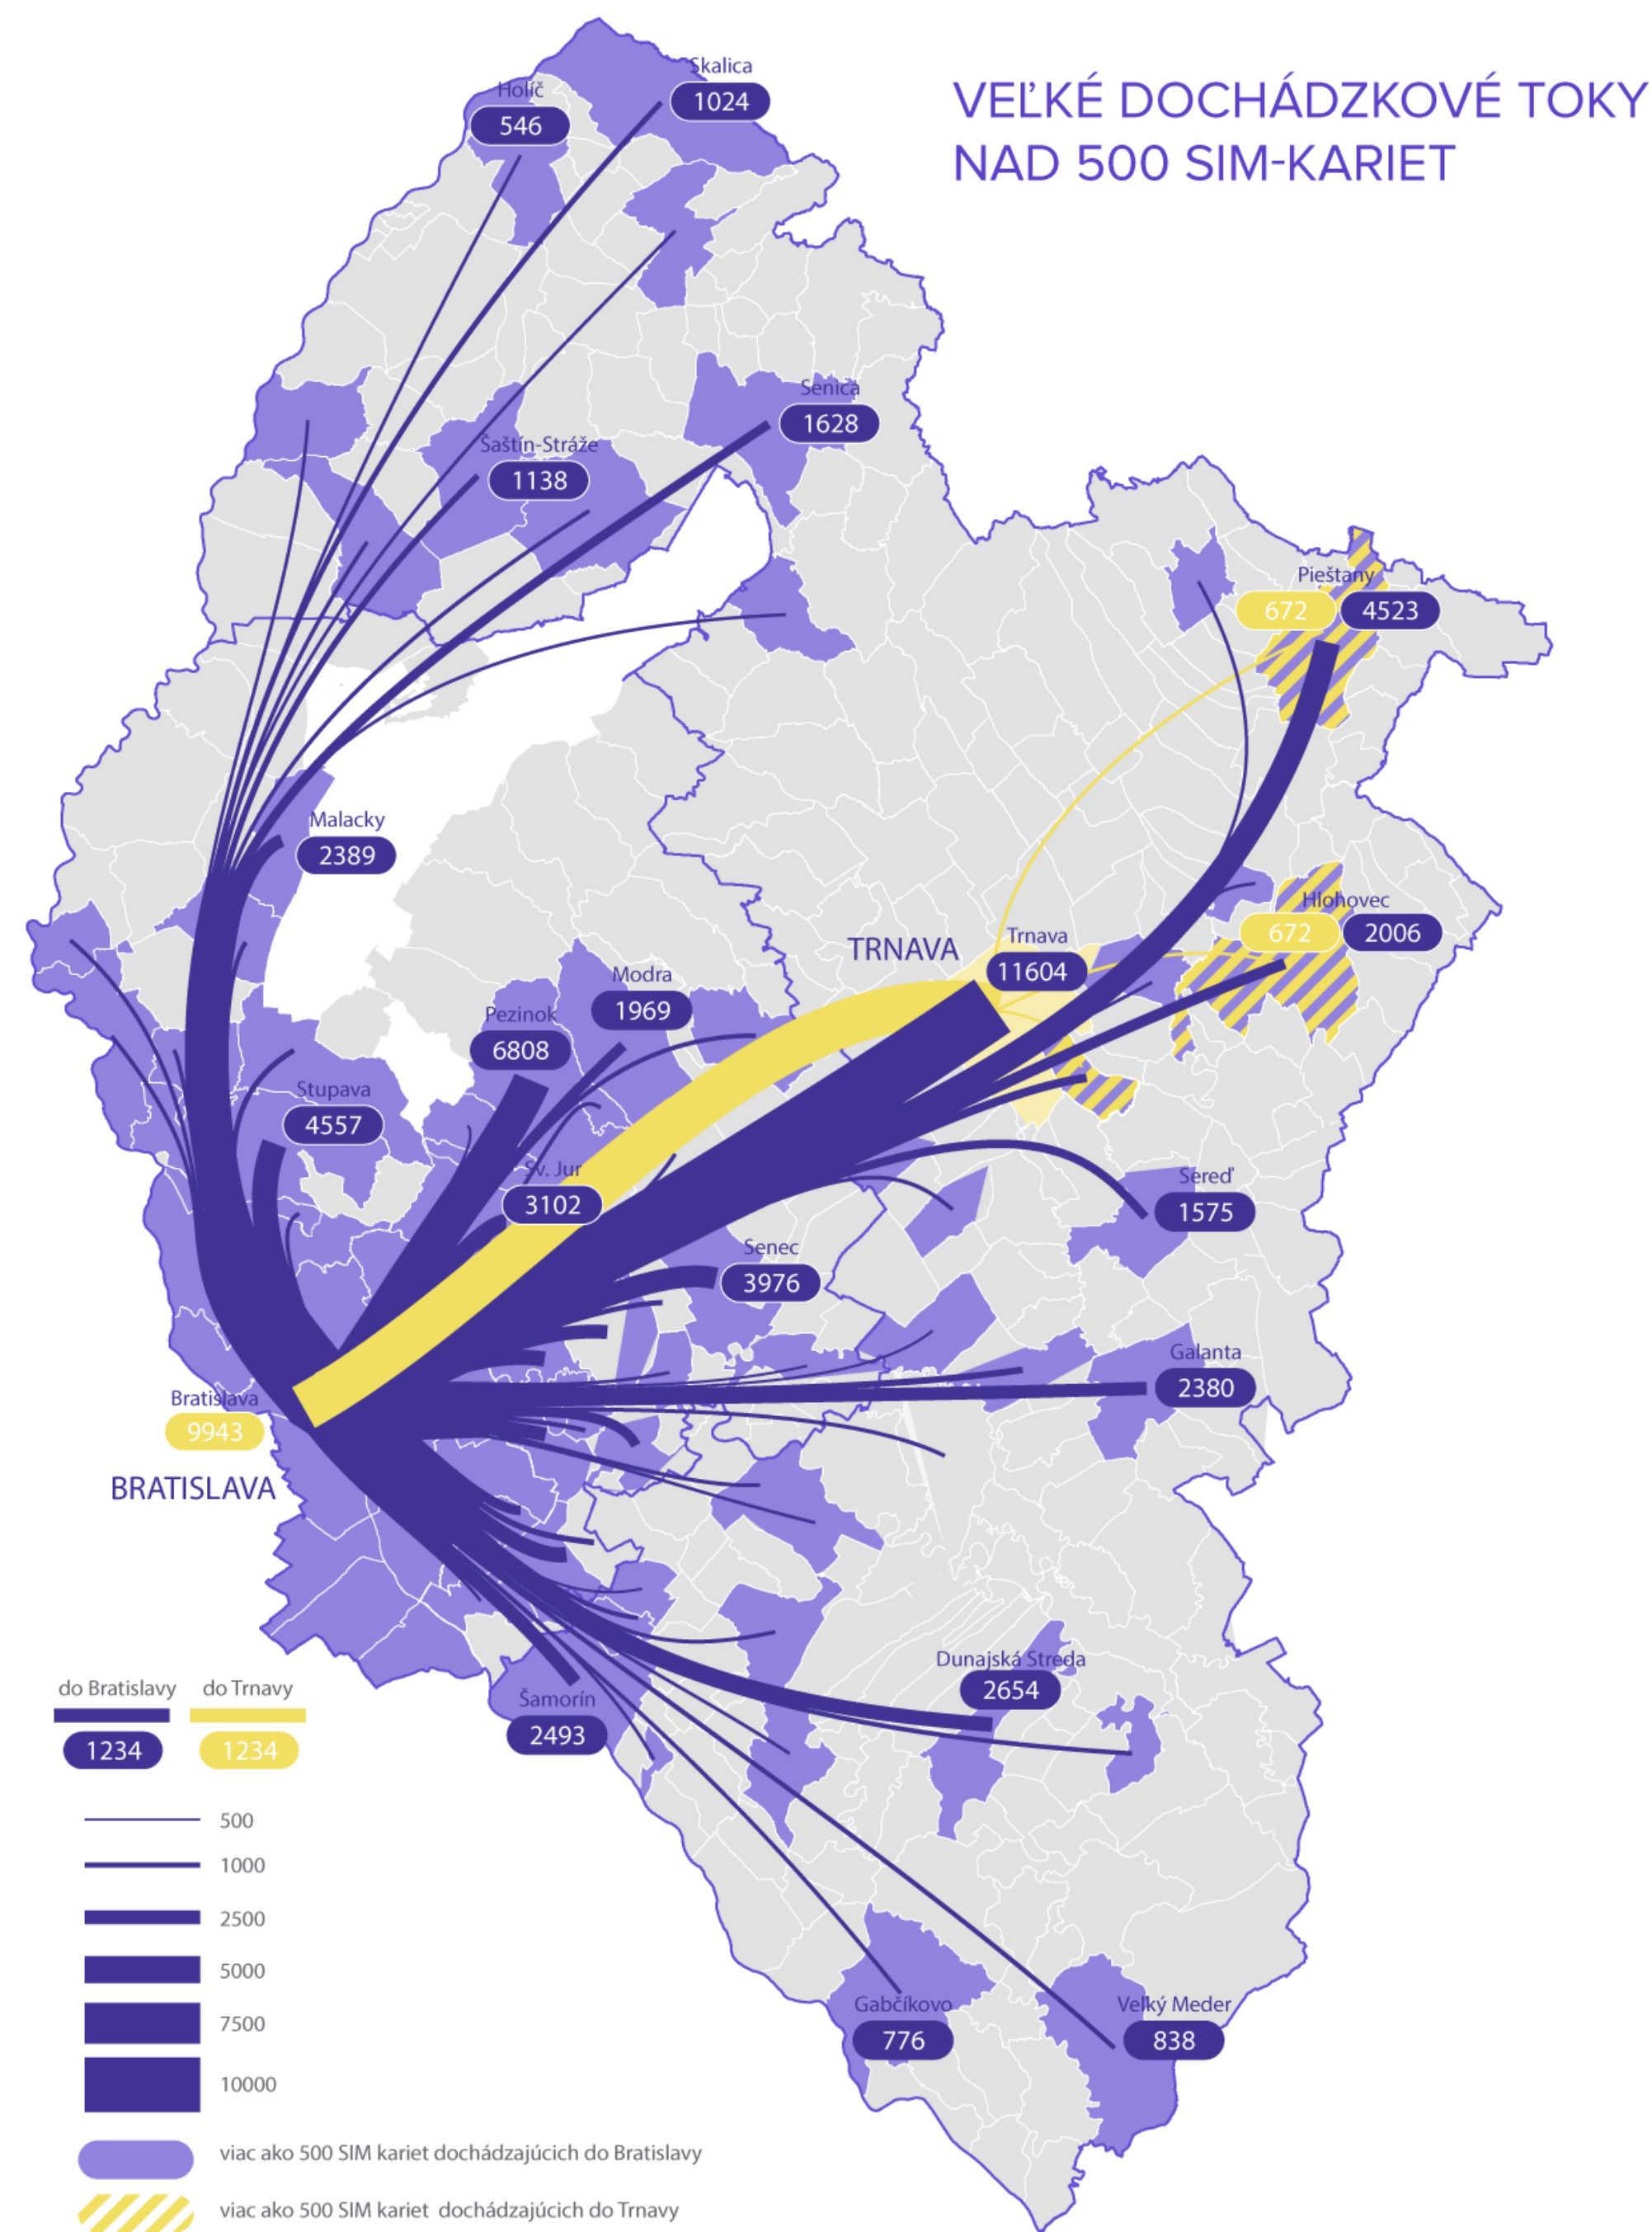 VEĽKÉ DOCHÁDZKOVÉ TOKY
NAD 500 SIM-KARIET
Skalica
1024
Holíč
546
Senica
1628
Šaštín-Stráže
1138
Pieštany
672
4523
Malacky
2389
Hlohovec
672
2006
TRNAVA
Trnava
11604
Modra
1969
Pezinok
6808
Stupava
4557
Sv. Jur
3102
Sereď
1575
Senec
3976
Galanta
2380
Bratislava
9943
BRATISLAVA
Dunajská Streda
2654
Šamorín
2493
do Bratislavy
do Trnavy
1234
1234
500
1000
2500
5000
7500
10000
Gabčíkovo
776
Veľký Meder
838
viac ako 500 SIM kariet dochádzajúcich do Bratislavy
viac ako 500 SIM kariet dochádzajúcich do Trnavy